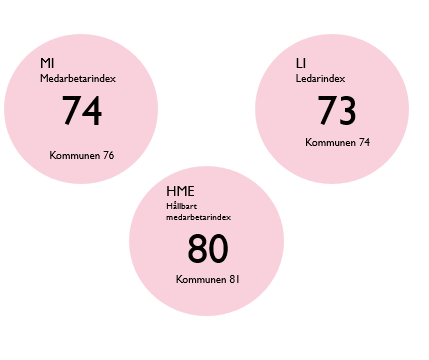 MI
Medarbetarindex
74
Kommunen 76
LI
Ledarindex
73
Kommunen 74
HME
Hållbart
medarbetarindex
80
Kommunen 81